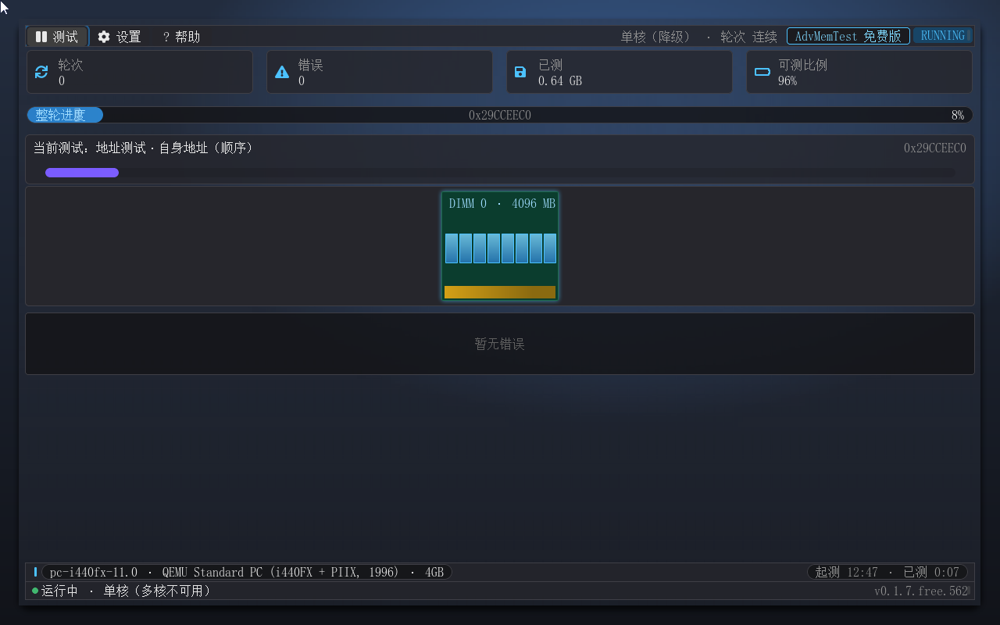 测试 设置 ? 帮助 单核（降级） · 轮次 连续 AdvMemTest 免费版 RUNNING
轮次
0
错误
0
已测
0.64 GB
可测比例
96%
整轮进度 0x29CCEEC0 8%
当前测试: 地址测试 · 自身地址（顺序） 0x29CCEEC0
DIMM 0 · 4096 MB
暂无错误
pc-i440fx-11.0 · QEMU Standard PC (i440FX + PIIX, 1996) · 4GB 起测 12:47 · 已测 0:07
运行中 · 单核（多核不可用） v0.1.7.free.562